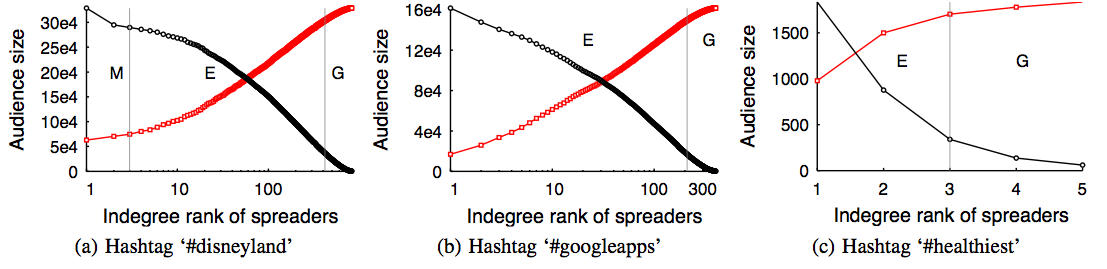 Audience size
30e4
25e4
20e4
15e4
10e4
5e4
0
M
E
G
1
10
100
Indegree rank of spreaders
(a) Hashtag ‘#disneyland’
Audience size
16e4
12e4
8e4
4e4
0
E
G
1
10
100
300
Indegree rank of spreaders
(b) Hashtag ‘#googleapps’
Audience size
1500
1000
500
0
E
G
1
2
3
4
5
Indegree rank of spreaders
(c) Hashtag ‘#healthiest’